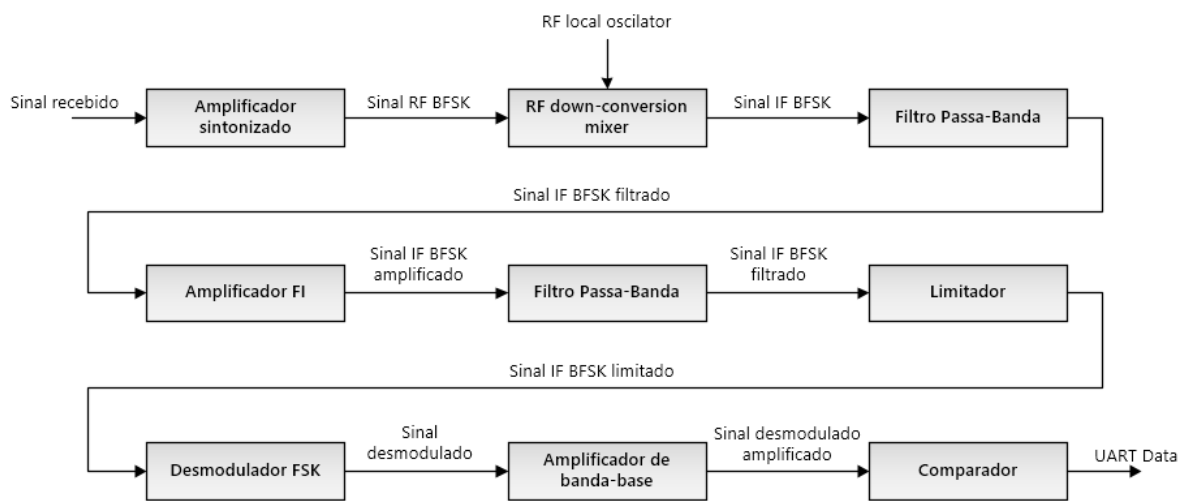 RF local oscilator
Sinal recebido
Amplificador
sintonizado
Sinal RF BFSK
RF down-conversion
mixer
Sinal IF BFSK
Filtro Passa-Banda
Sinal IF BFSK filtrado
Amplificador FI
Sinal IF BFSK
amplificado
Filtro Passa-Banda
Sinal IF BFSK
filtrado
Limitador
Sinal IF BFSK limitado
Desmodulador FSK
Sinal
desmodulado
Amplificador de
banda-base
Sinal desmodulado
amplificado
Comparador
UART Data